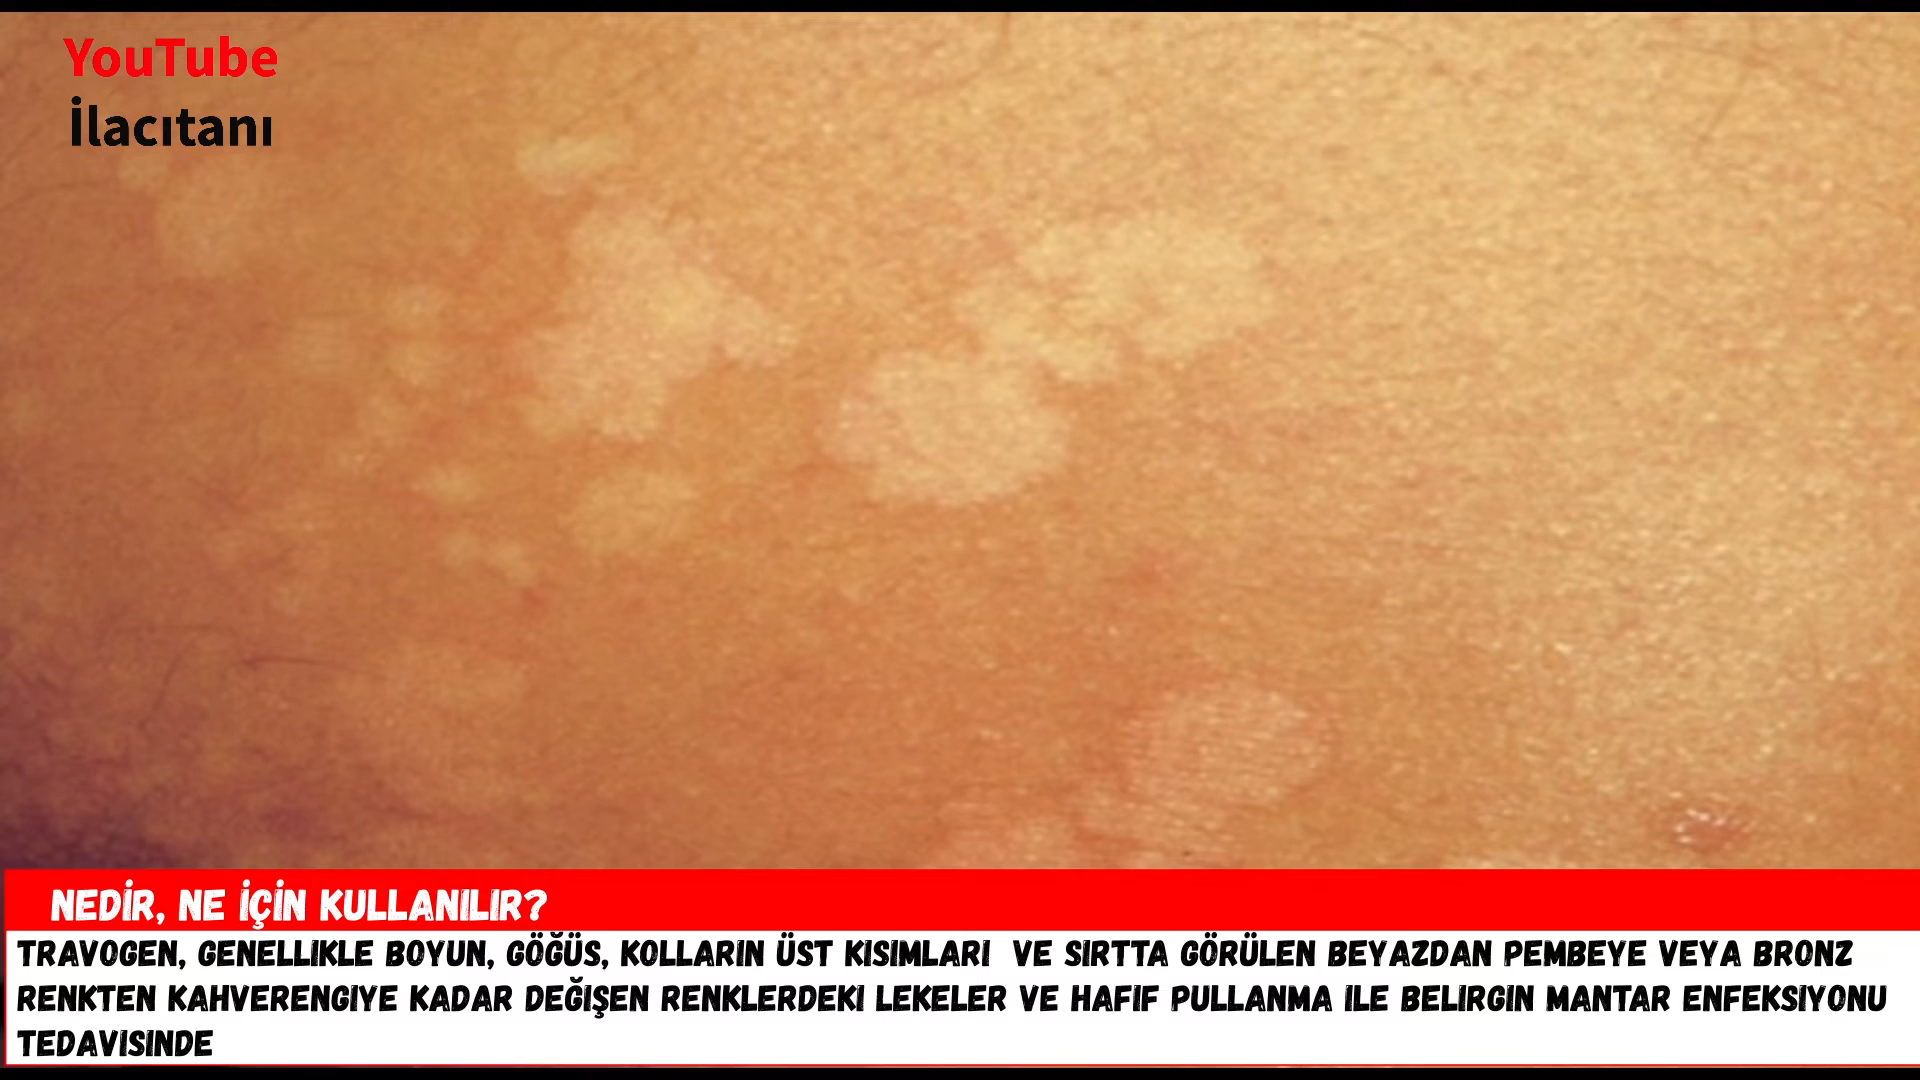 YouTube
İlacıtanı
NEDİR, NE İÇİN KULLANILIR?
TRAVOGEN, GENELLIKLE BOYUN, GÖĞÜS, KOLLARIN ÜST KISIMLARI VE SIRTTA GÖRÜLEN BEYAZDAN PEMBEYE VEYA BRONZ
RENKTEN KAHVERENGIYE KADAR DEĞIŞEN RENKLERDEKI LEKELER VE HAFIF PULLANMA ILE BELIRGIN MANTAR ENFEKSIYONU
TEDAVISINDE